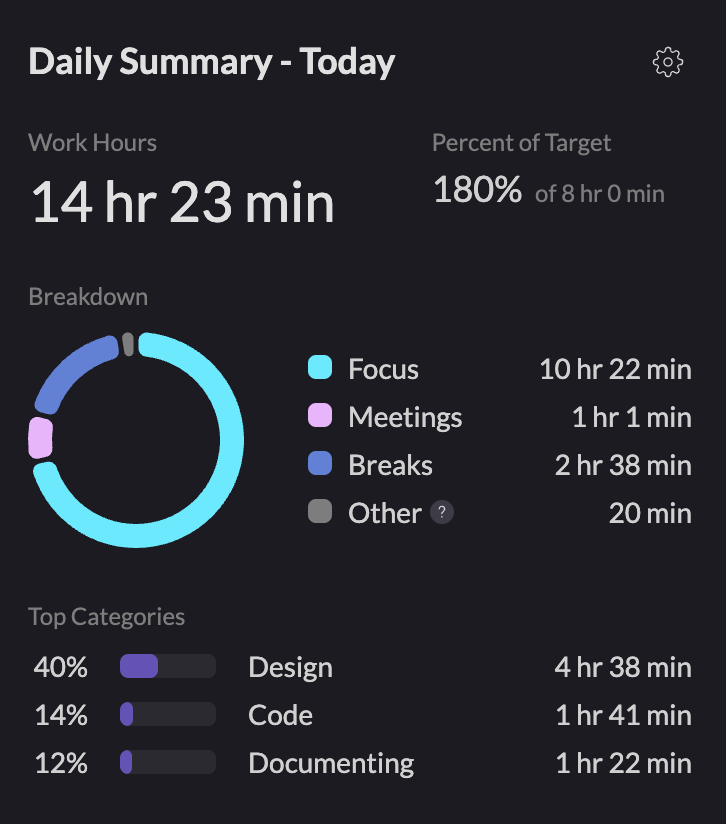 Daily Summary - Today
Work Hours
14 hr 23 min
Percent of Target
180% of 8 hr 0 min
Breakdown
Focus 10 hr 22 min
Meetings 1 hr 1 min
Breaks 2 hr 38 min
Other ? 20 min
Top Categories
40% Design 4 hr 38 min
14% Code 1 hr 41 min
12% Documenting 1 hr 22 min